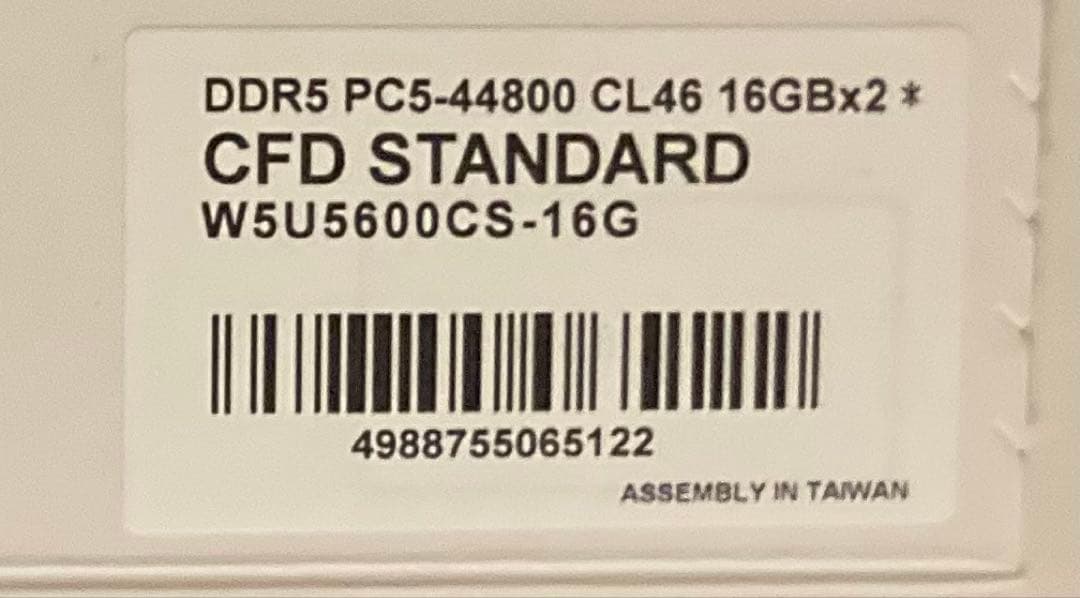 DDR5 PC5-44800 CL46 16GBx2 *
CFD STANDARD
W5U5600CS-16G
4988755065122
ASSEMBLY IN TAIWAN